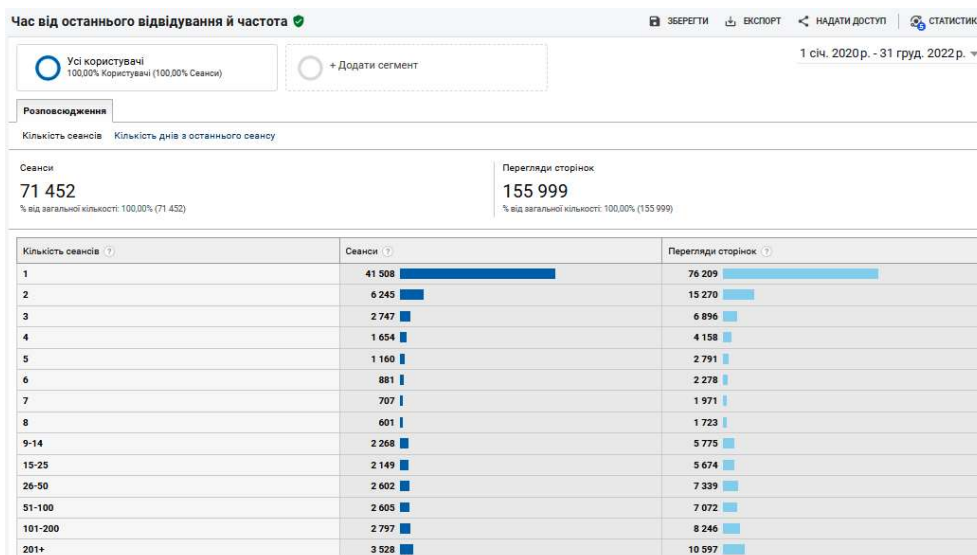 Час від останнього відвідування й частота
ЗБЕРЕГТИ ЕКСПОРТ НАДАТИ ДОСТУП СТАТИСТИК
Усі користувачі
100,00% Користувачі (100,00% Сеанси)
+ Додати сегмент
1 січ. 2020 р. - 31 груд. 2022 р.
Розповсюдження
Кількість сеансів Кількість днів з останнього сеансу
Сеанси Перегляди сторінок
71 452 155 999
% від загальної кількості: 100,00% (71 452) % від загальної кількості: 100,00% (155 999)
Кількість сеансів ? Сеанси ? Перегляди сторінок ?
1 41 508 76 209
2 6 245 15 270
3 2 747 6 896
4 1 654 4 158
5 1 160 2 791
6 881 2 278
7 707 1 971
8 601 1 723
9-14 2 268 5 775
15-25 2 149 5 674
26-50 2 602 7 339
51-100 2 605 7 072
101-200 2 797 8 246
201+ 3 528 10 597